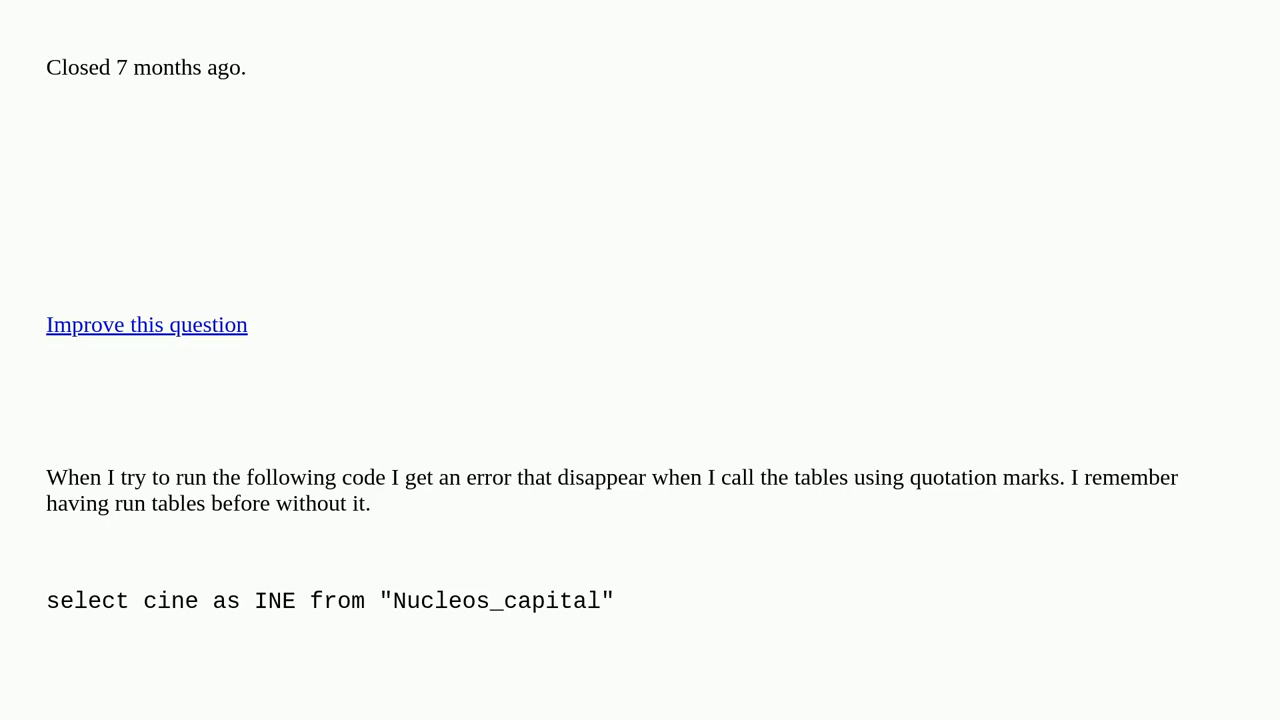 Closed 7 months ago.
Improve this question
When I try to run the following code I get an error that disappear when I call the tables using quotation marks. I remember
having run tables before without it.
select cine as INE from "Nucleos_capital"